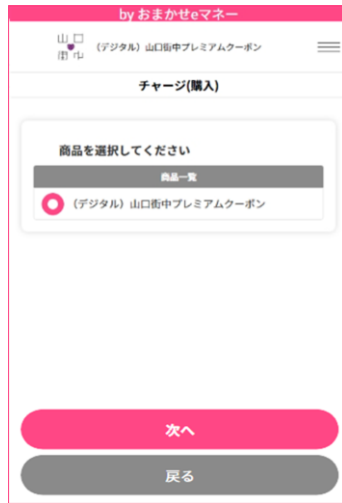 by おまかせeマネー
山口街中
(デジタル)山口街中プレミアムクーポン
チャージ(購入)
商品を選択してください
商品一覧
(デジタル)山口街中プレミアムクーポン
次へ
戻る